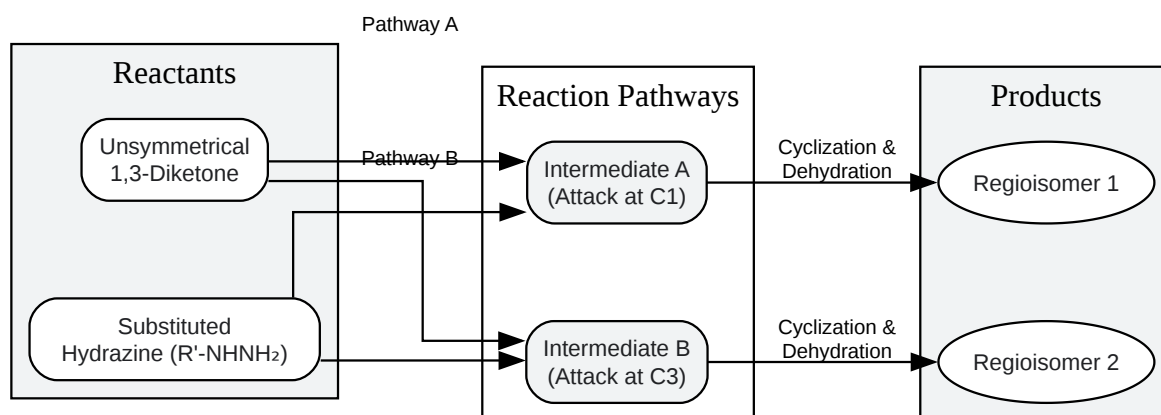 Pathway A
Reactants
Unsymmetrical
1,3-Diketone
Substituted
Hydrazine (R'-NHNH₂)
Pathway B
Reaction Pathways
Intermediate A
(Attack at C1)
Intermediate B
(Attack at C3)
Cyclization &
Dehydration
Cyclization &
Dehydration
Products
Regioisomer 1
Regioisomer 2